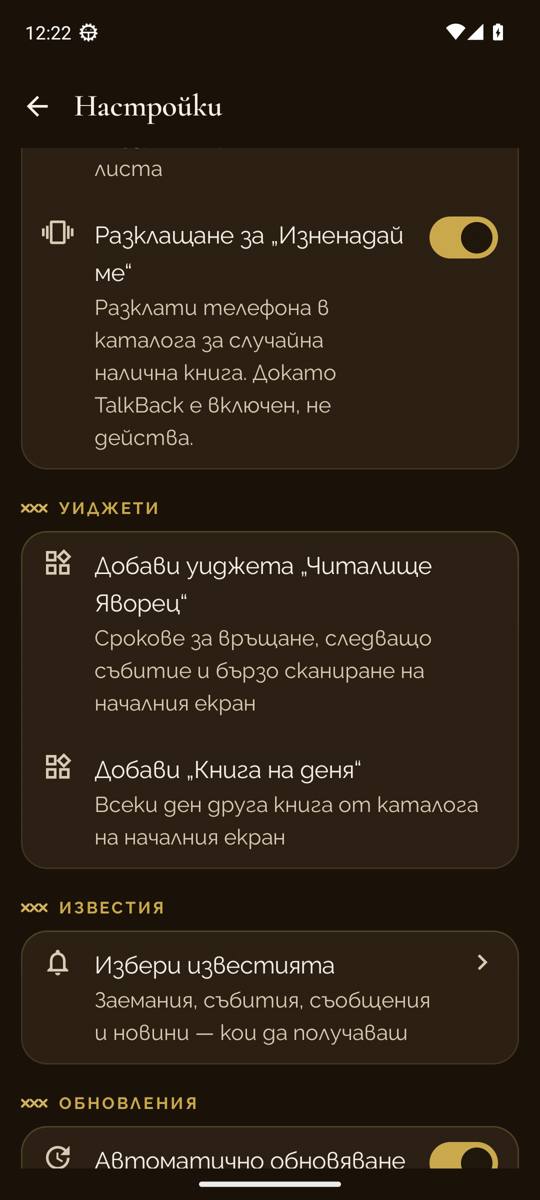 12:22
Настройки
листа
Разклащане за „Изненадай
ме“
Разклати телефона в
каталога за случайна
налична книга. Докато
TalkBack е включен, не
действа.
УИДЖЕТИ
Добави уиджета „Читалище
Яворец“
Срокове за връщане, следващо
събитие и бързо сканиране на
началния екран
Добави „Книга на деня“
Всеки ден друга книга от каталога
на началния екран
ИЗВЕСТИЯ
Избери известията
Заемания, събития, съобщения
и новини — кои да получаваш
ОБНОВЛЕНИЯ
Автоматично обновяване